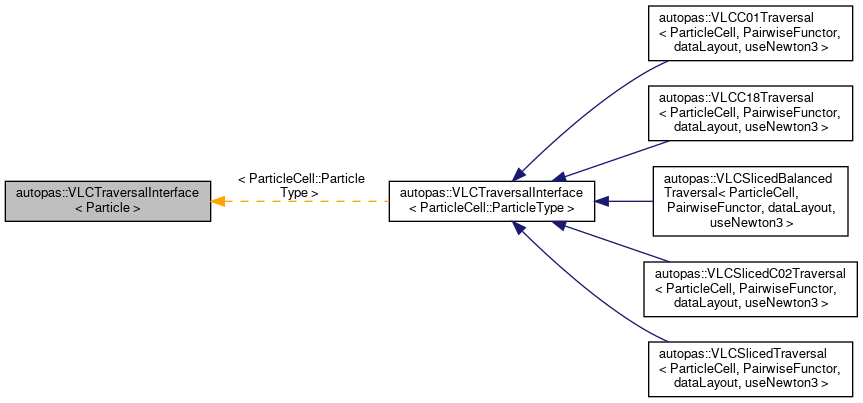 autopas::VLCTraversalInterface
< Particle >
< ParticleCell::Particle
Type >
autopas::VLCTraversalInterface
< ParticleCell::ParticleType >
autopas::VLCC01Traversal
< ParticleCell, PairwiseFunctor,
dataLayout, useNewton3 >
autopas::VLCC18Traversal
< ParticleCell, PairwiseFunctor,
dataLayout, useNewton3 >
autopas::VLCSlicedBalanced
Traversal< ParticleCell,
PairwiseFunctor, dataLayout,
useNewton3 >
autopas::VLCSlicedC02Traversal
< ParticleCell, PairwiseFunctor,
dataLayout, useNewton3 >
autopas::VLCSlicedTraversal
< ParticleCell, PairwiseFunctor,
dataLayout, useNewton3 >